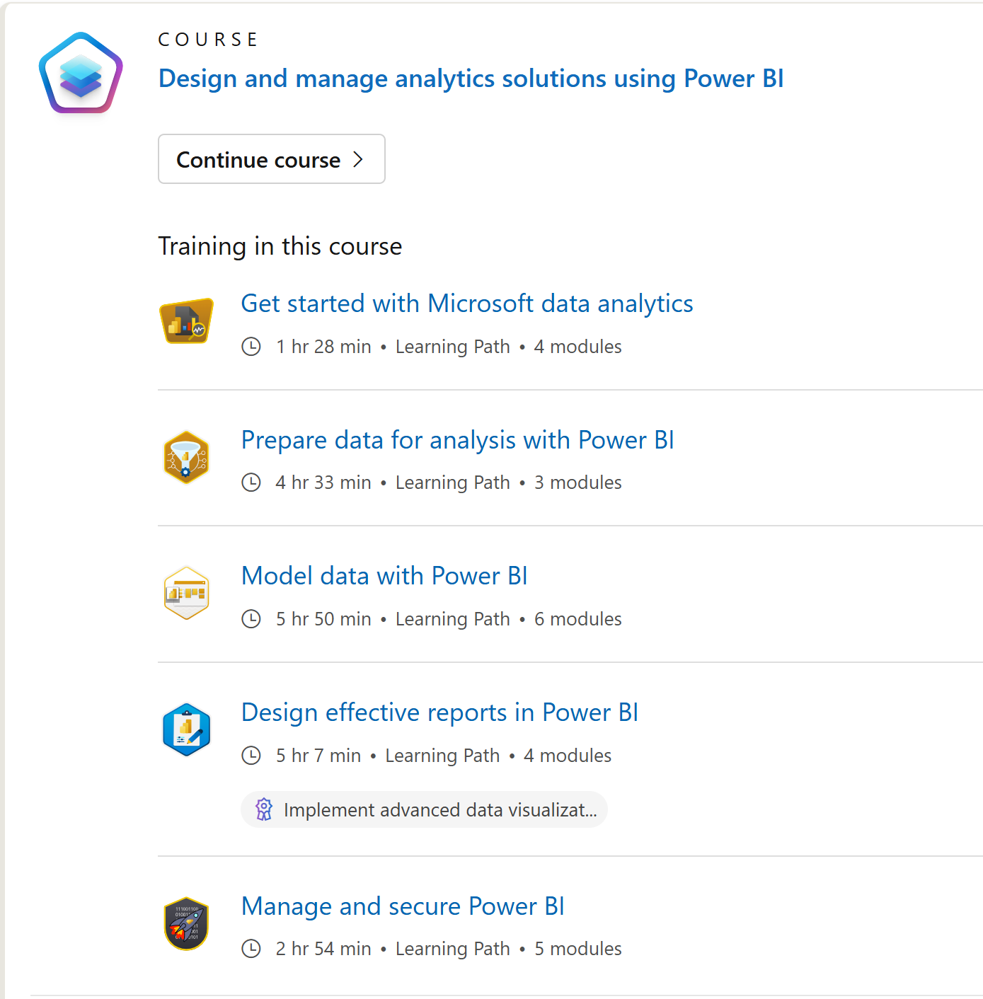 COURSE
Design and manage analytics solutions using Power BI
Continue course
Training in this course
Get started with Microsoft data analytics
1 hr 28 min • Learning Path • 4 modules
Prepare data for analysis with Power BI
4 hr 33 min • Learning Path • 3 modules
Model data with Power BI
5 hr 50 min • Learning Path • 6 modules
Design effective reports in Power BI
5 hr 7 min • Learning Path • 4 modules
Implement advanced data visualizat...
Manage and secure Power BI
2 hr 54 min • Learning Path • 5 modules